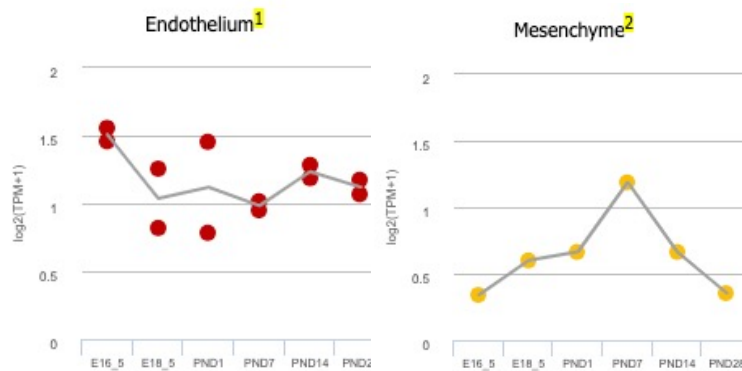 Endothelium1
2
1.5
1
0.5
0
log2(TPM+1)
E16_5 E18_5 PND1 PND7 PND14 PND2
Mesenchyme2
2
1.5
1
0.5
0
log2(TPM+1)
E16_5 E18_5 PND1 PND7 PND14 PND28